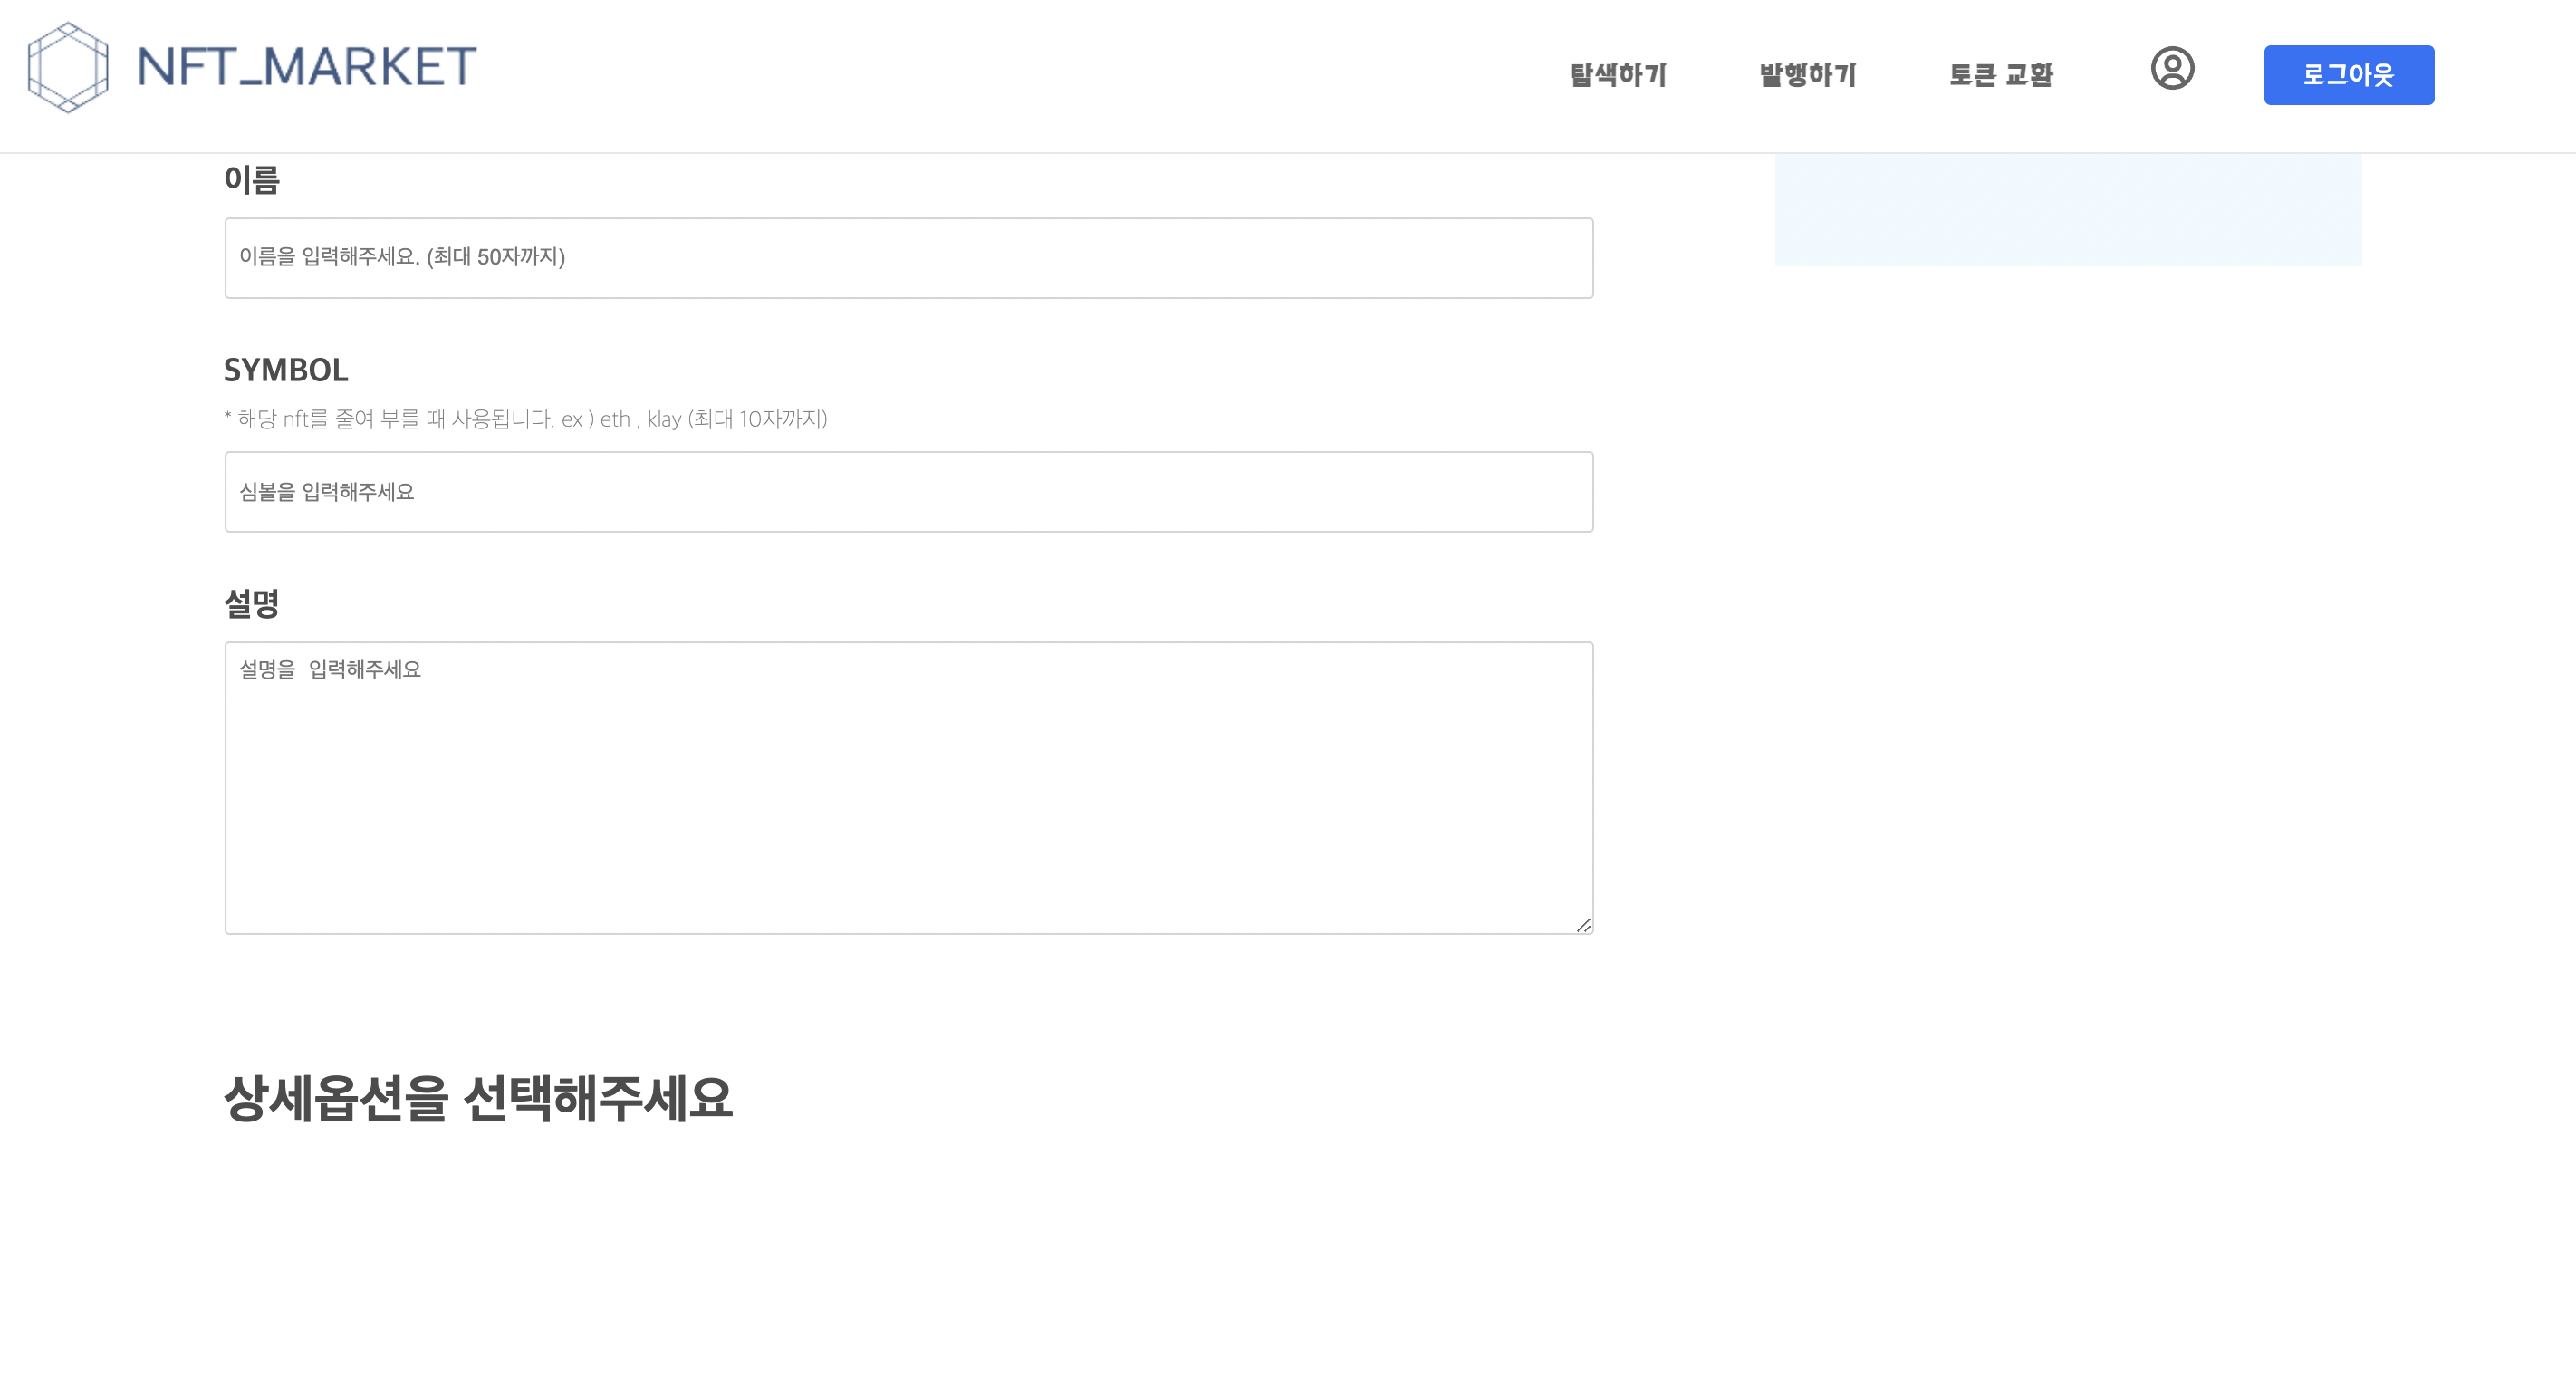 NFT_MARKET
탐색하기 발행하기 토큰 교환 로그아웃
이름
이름을 입력해주세요. (최대 50자까지)
SYMBOL
* 해당 nft를 줄여 부를 때 사용됩니다. ex ) eth , klay (최대 10자까지)
심볼을 입력해주세요
설명
설명을 입력해주세요
상세옵션을 선택해주세요